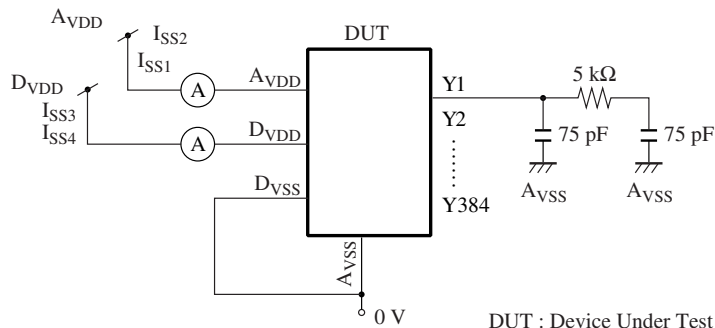 AVDD
ISS2
ISS1
DVDD
ISS3
ISS4
A
A
DUT
AVDD
DVDD
DVSS
AVSS
0 V
Y1
Y2
Y384
5 kΩ
75 pF
75 pF
AVSS
AVSS
DUT : Device Under Test